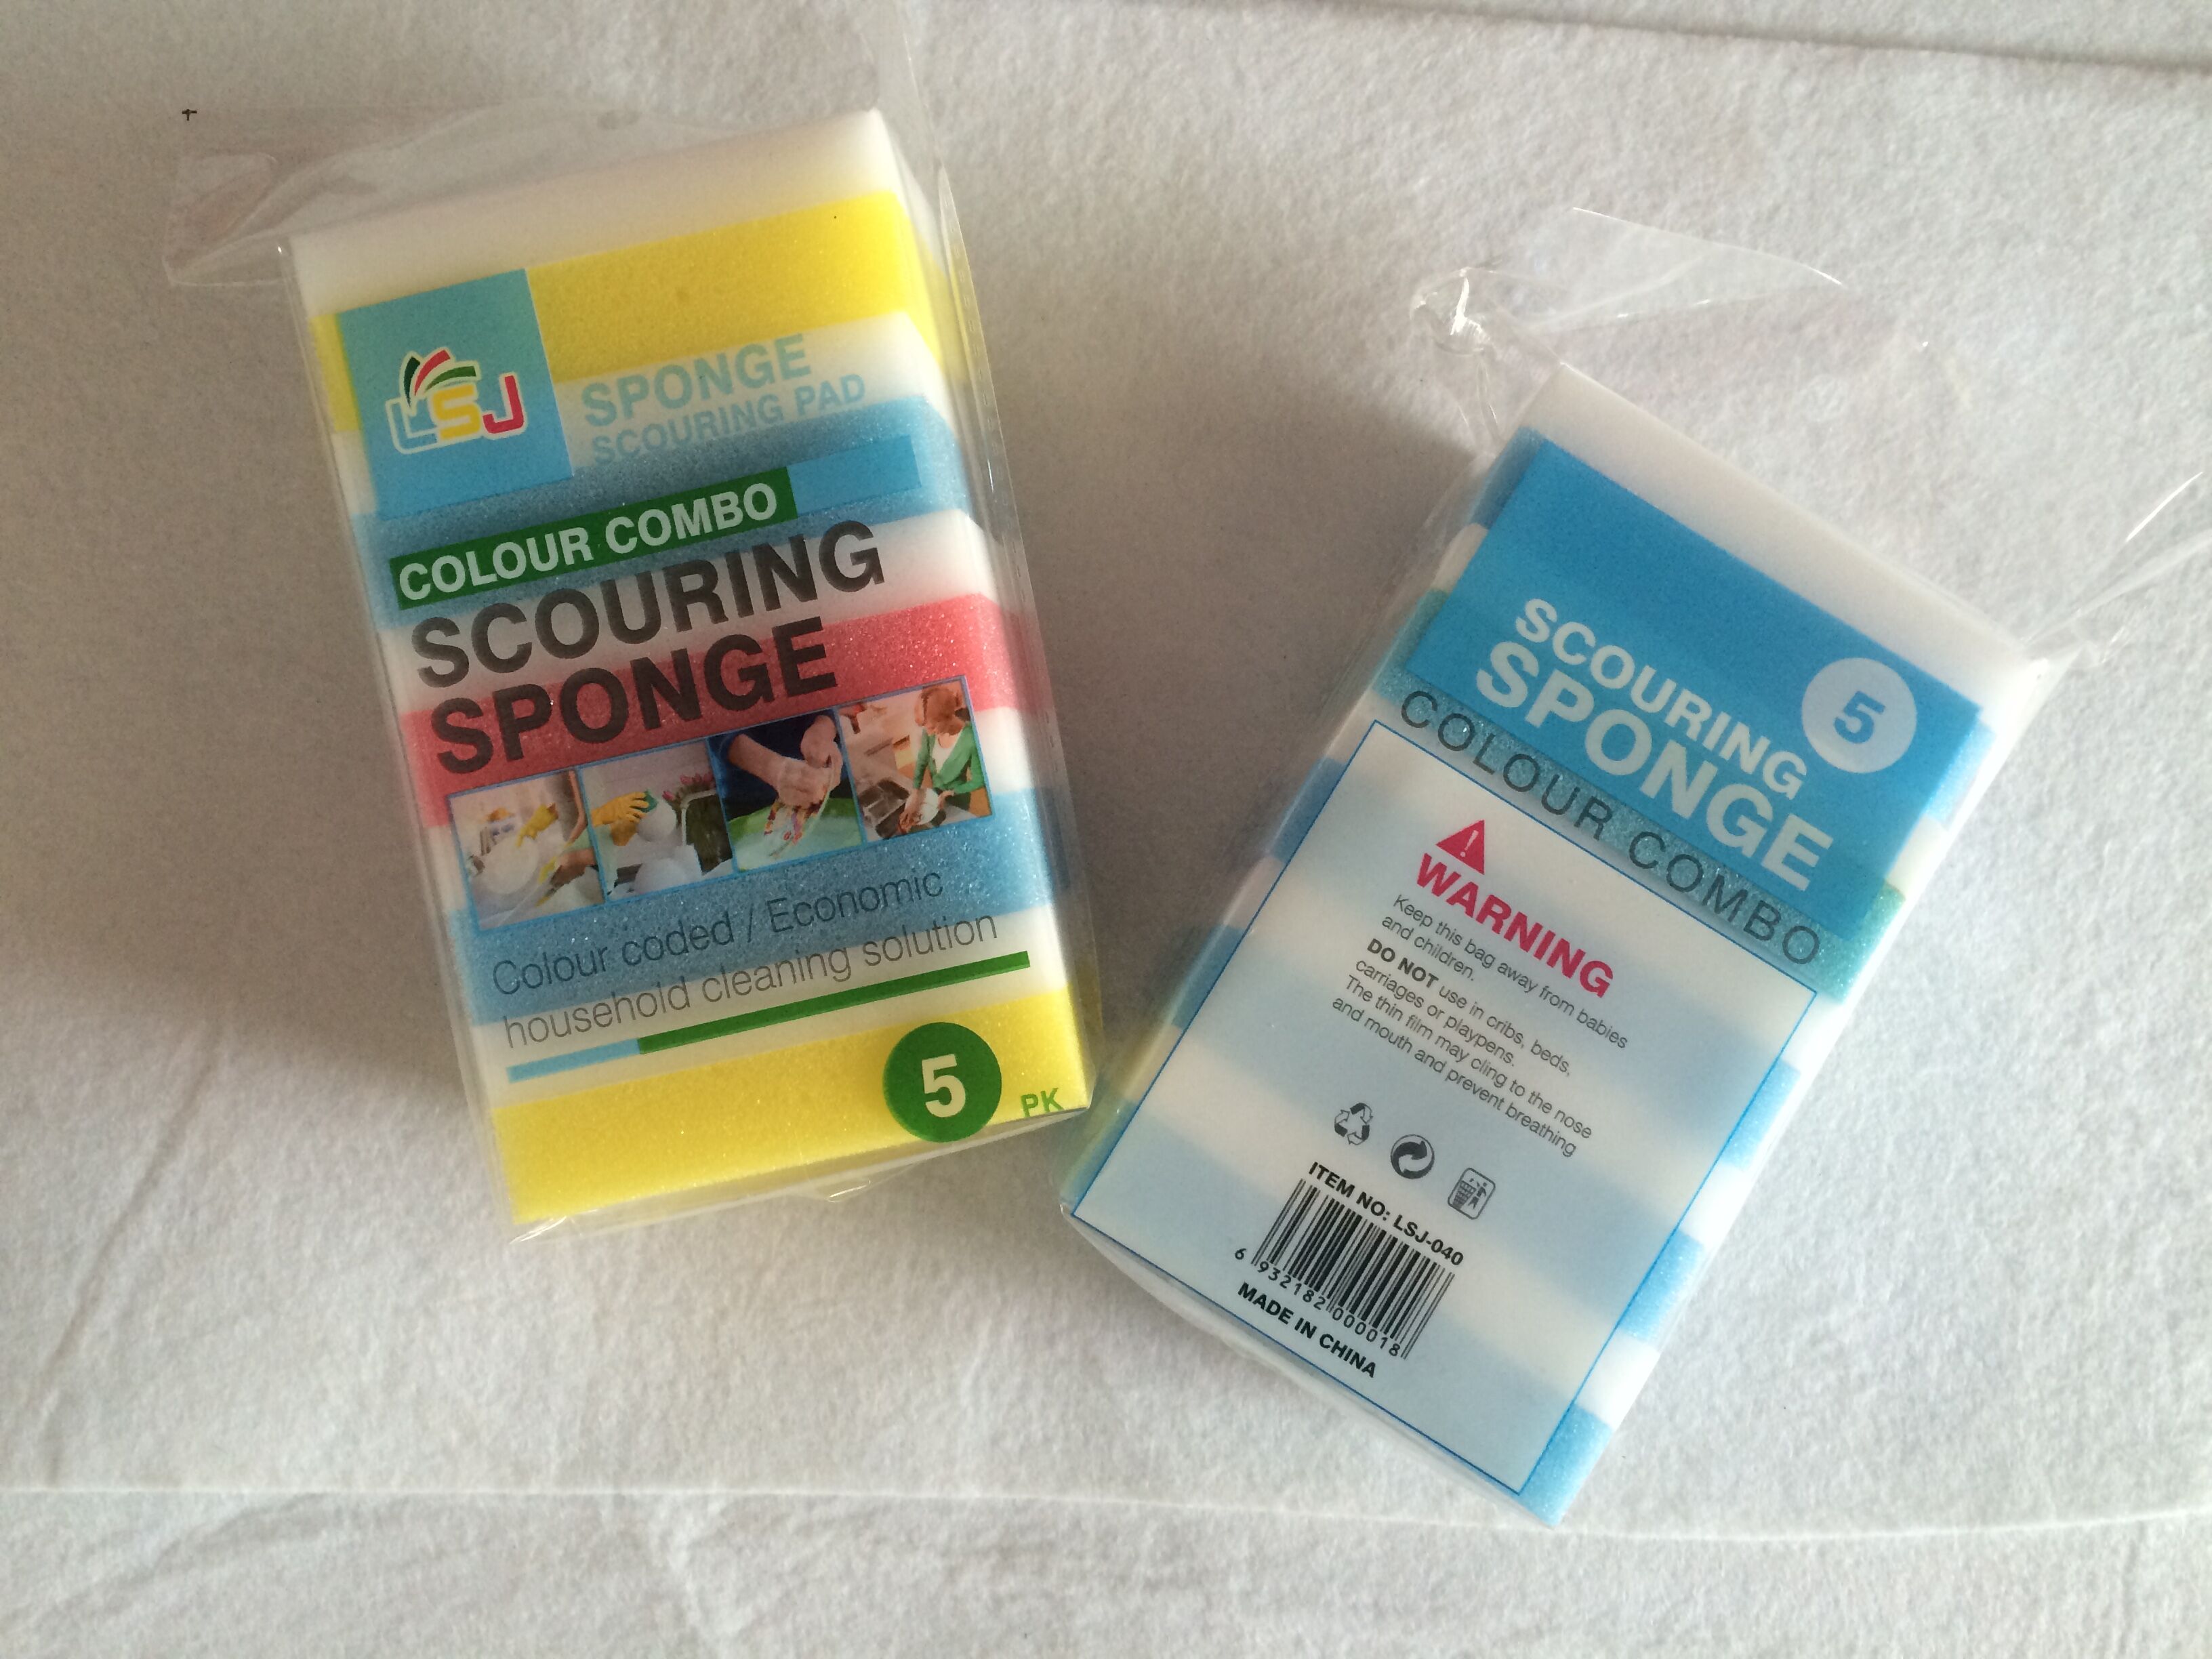 LSJ
SPONGE
SCOURING PAD
COLOUR COMBO
SCOURING
SPONGE
Colour coded / Economic
household cleaning solution
5 PK
SCOURING
SPONGE
5
COLOUR COMBO
WARNING
Keep this bag away from babies
and children.
DO NOT use in cribs, beds,
carriages or playpens.
The thin film may cling to the nose
and mouth and prevent breathing
ITEM NO: LSJ-040
6 932182 000018
MADE IN CHINA